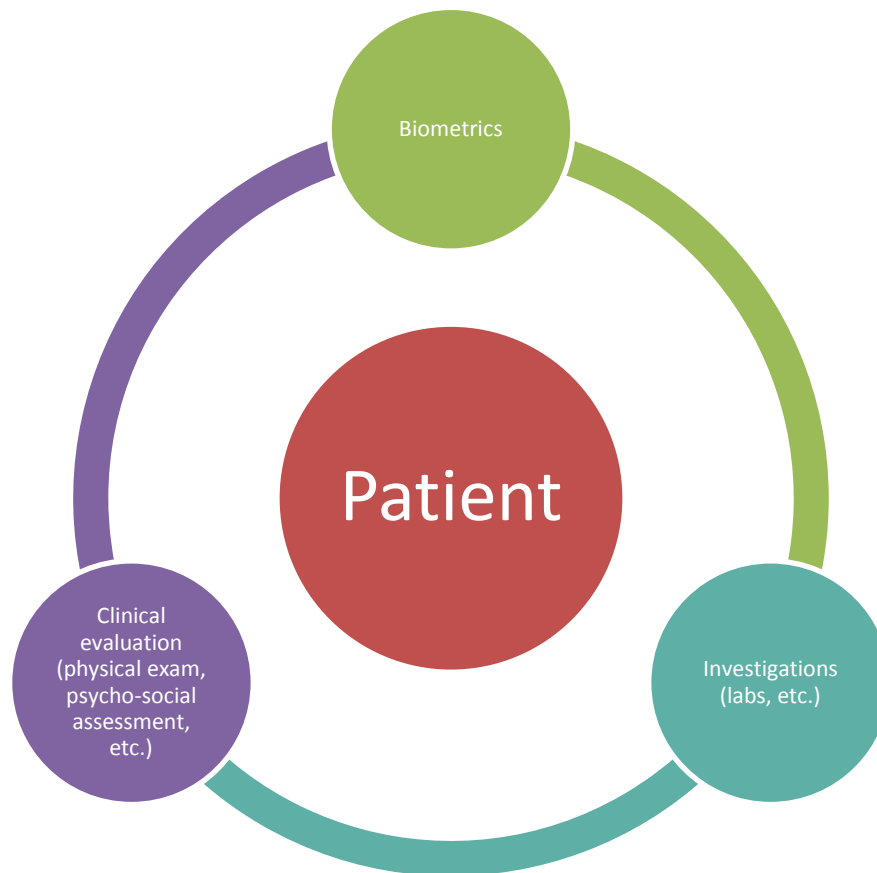 Biometrics
Patient
Clinical
evaluation
(physical exam,
psycho-social
assessment,
etc.)
Investigations
(labs, etc.)